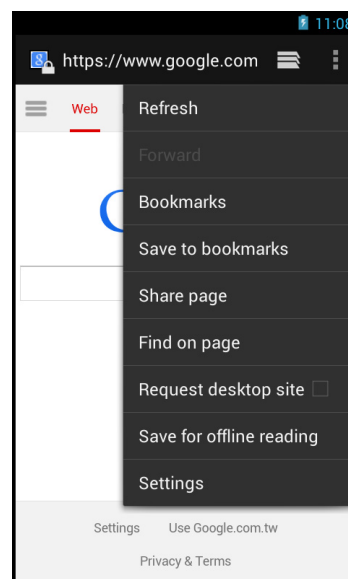 11:08
https://www.google.com
Web
Refresh
Forward
Bookmarks
Save to bookmarks
Share page
Find on page
Request desktop site
Save for offline reading
Settings
Settings Use Google.com.tw
Privacy & Terms